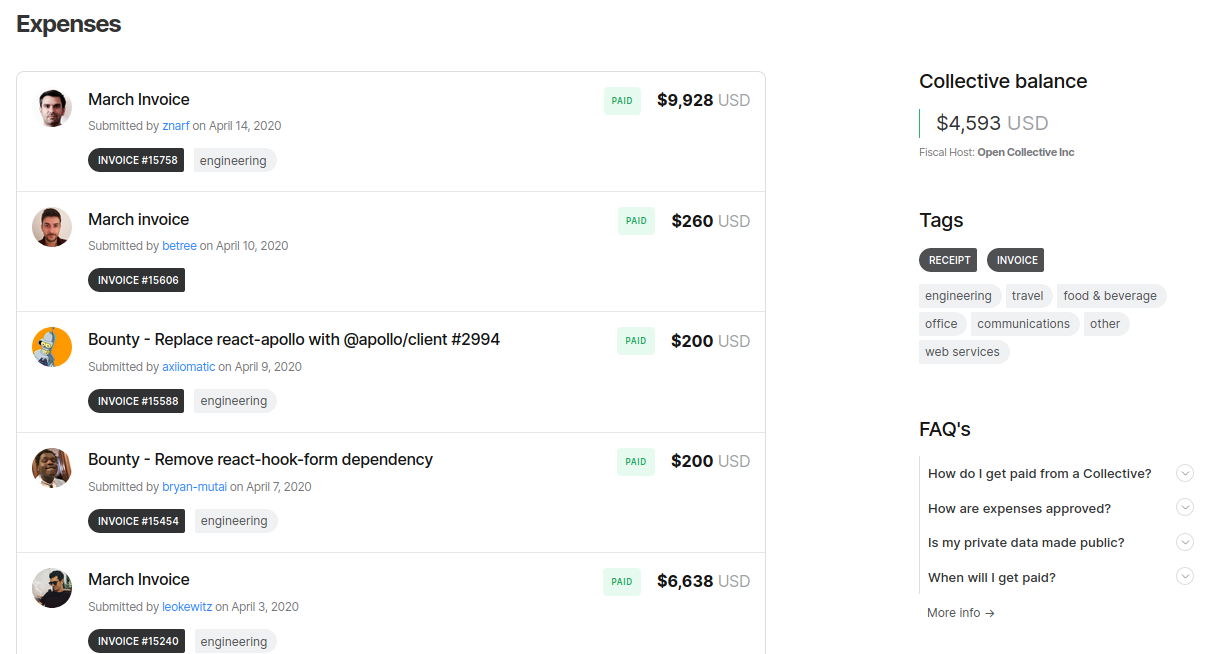 Expenses
March Invoice
PAID
$9,928 USD
Submitted by znarf on April 14, 2020
INVOICE #15758
engineering
March invoice
PAID
$260 USD
Submitted by betree on April 10, 2020
INVOICE #15606
Bounty - Replace react-apollo with @apollo/client #2994
PAID
$200 USD
Submitted by axiiomatic on April 9, 2020
INVOICE #15588
engineering
Bounty - Remove react-hook-form dependency
PAID
$200 USD
Submitted by bryan-mutai on April 7, 2020
INVOICE #15454
engineering
March Invoice
PAID
$6,638 USD
Submitted by leokewitz on April 3, 2020
INVOICE #15240
engineering
Collective balance
$4,593 USD
Fiscal Host: Open Collective Inc
Tags
RECEIPT
INVOICE
engineering
travel
food & beverage
office
communications
other
web services
FAQ's
How do I get paid from a Collective?
How are expenses approved?
Is my private data made public?
When will I get paid?
More info →